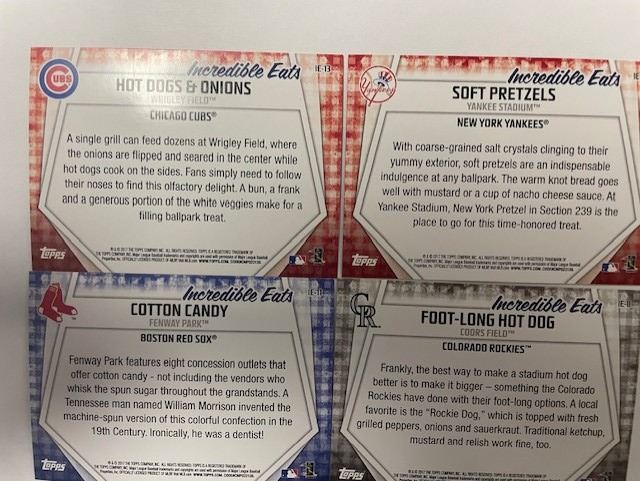 CUBS
Incredible Eats
IE-13
HOT DOGS & ONIONS
WRIGLEY FIELD™
CHICAGO CUBS®
A single grill can feed dozens at Wrigley Field, where
the onions are flipped and seared in the center while
hot dogs cook on the sides. Fans simply need to follow
their noses to find this olfactory delight. A bun, a frank
and a generous portion of the white veggies make for a
filling ballpark treat.
Topps
Yankees
Incredible Eats
SOFT PRETZELS
YANKEE STADIUM™
NEW YORK YANKEES®
With coarse-grained salt crystals clinging to their
yummy exterior, soft pretzels are an indispensable
indulgence at any ballpark. The warm knot bread goes
well with mustard or a cup of nacho cheese sauce. At
Yankee Stadium, New York Pretzel in Section 239 is the
place to go for this time-honored treat.
Topps
Incredible Eats
COTTON CANDY
FENWAY PARK™
BOSTON RED SOX®
Fenway Park features eight concession outlets that
offer cotton candy - not including the vendors who
whisk the spun sugar throughout the grandstands. A
Tennessee man named William Morrison invented the
machine-spun version of this colorful confection in the
19th Century. Ironically, he was a dentist!
Topps
CR
Incredible Eats
FOOT-LONG HOT DOG
COORS FIELD™
COLORADO ROCKIES™
Frankly, the best way to make a stadium hot dog
better is to make it bigger – something the Colorado
Rockies have done with their foot-long options. A local
favorite is the "Rockie Dog," which is topped with fresh
grilled peppers, onions and sauerkraut. Traditional ketchup,
mustard and relish work fine, too.
Topps